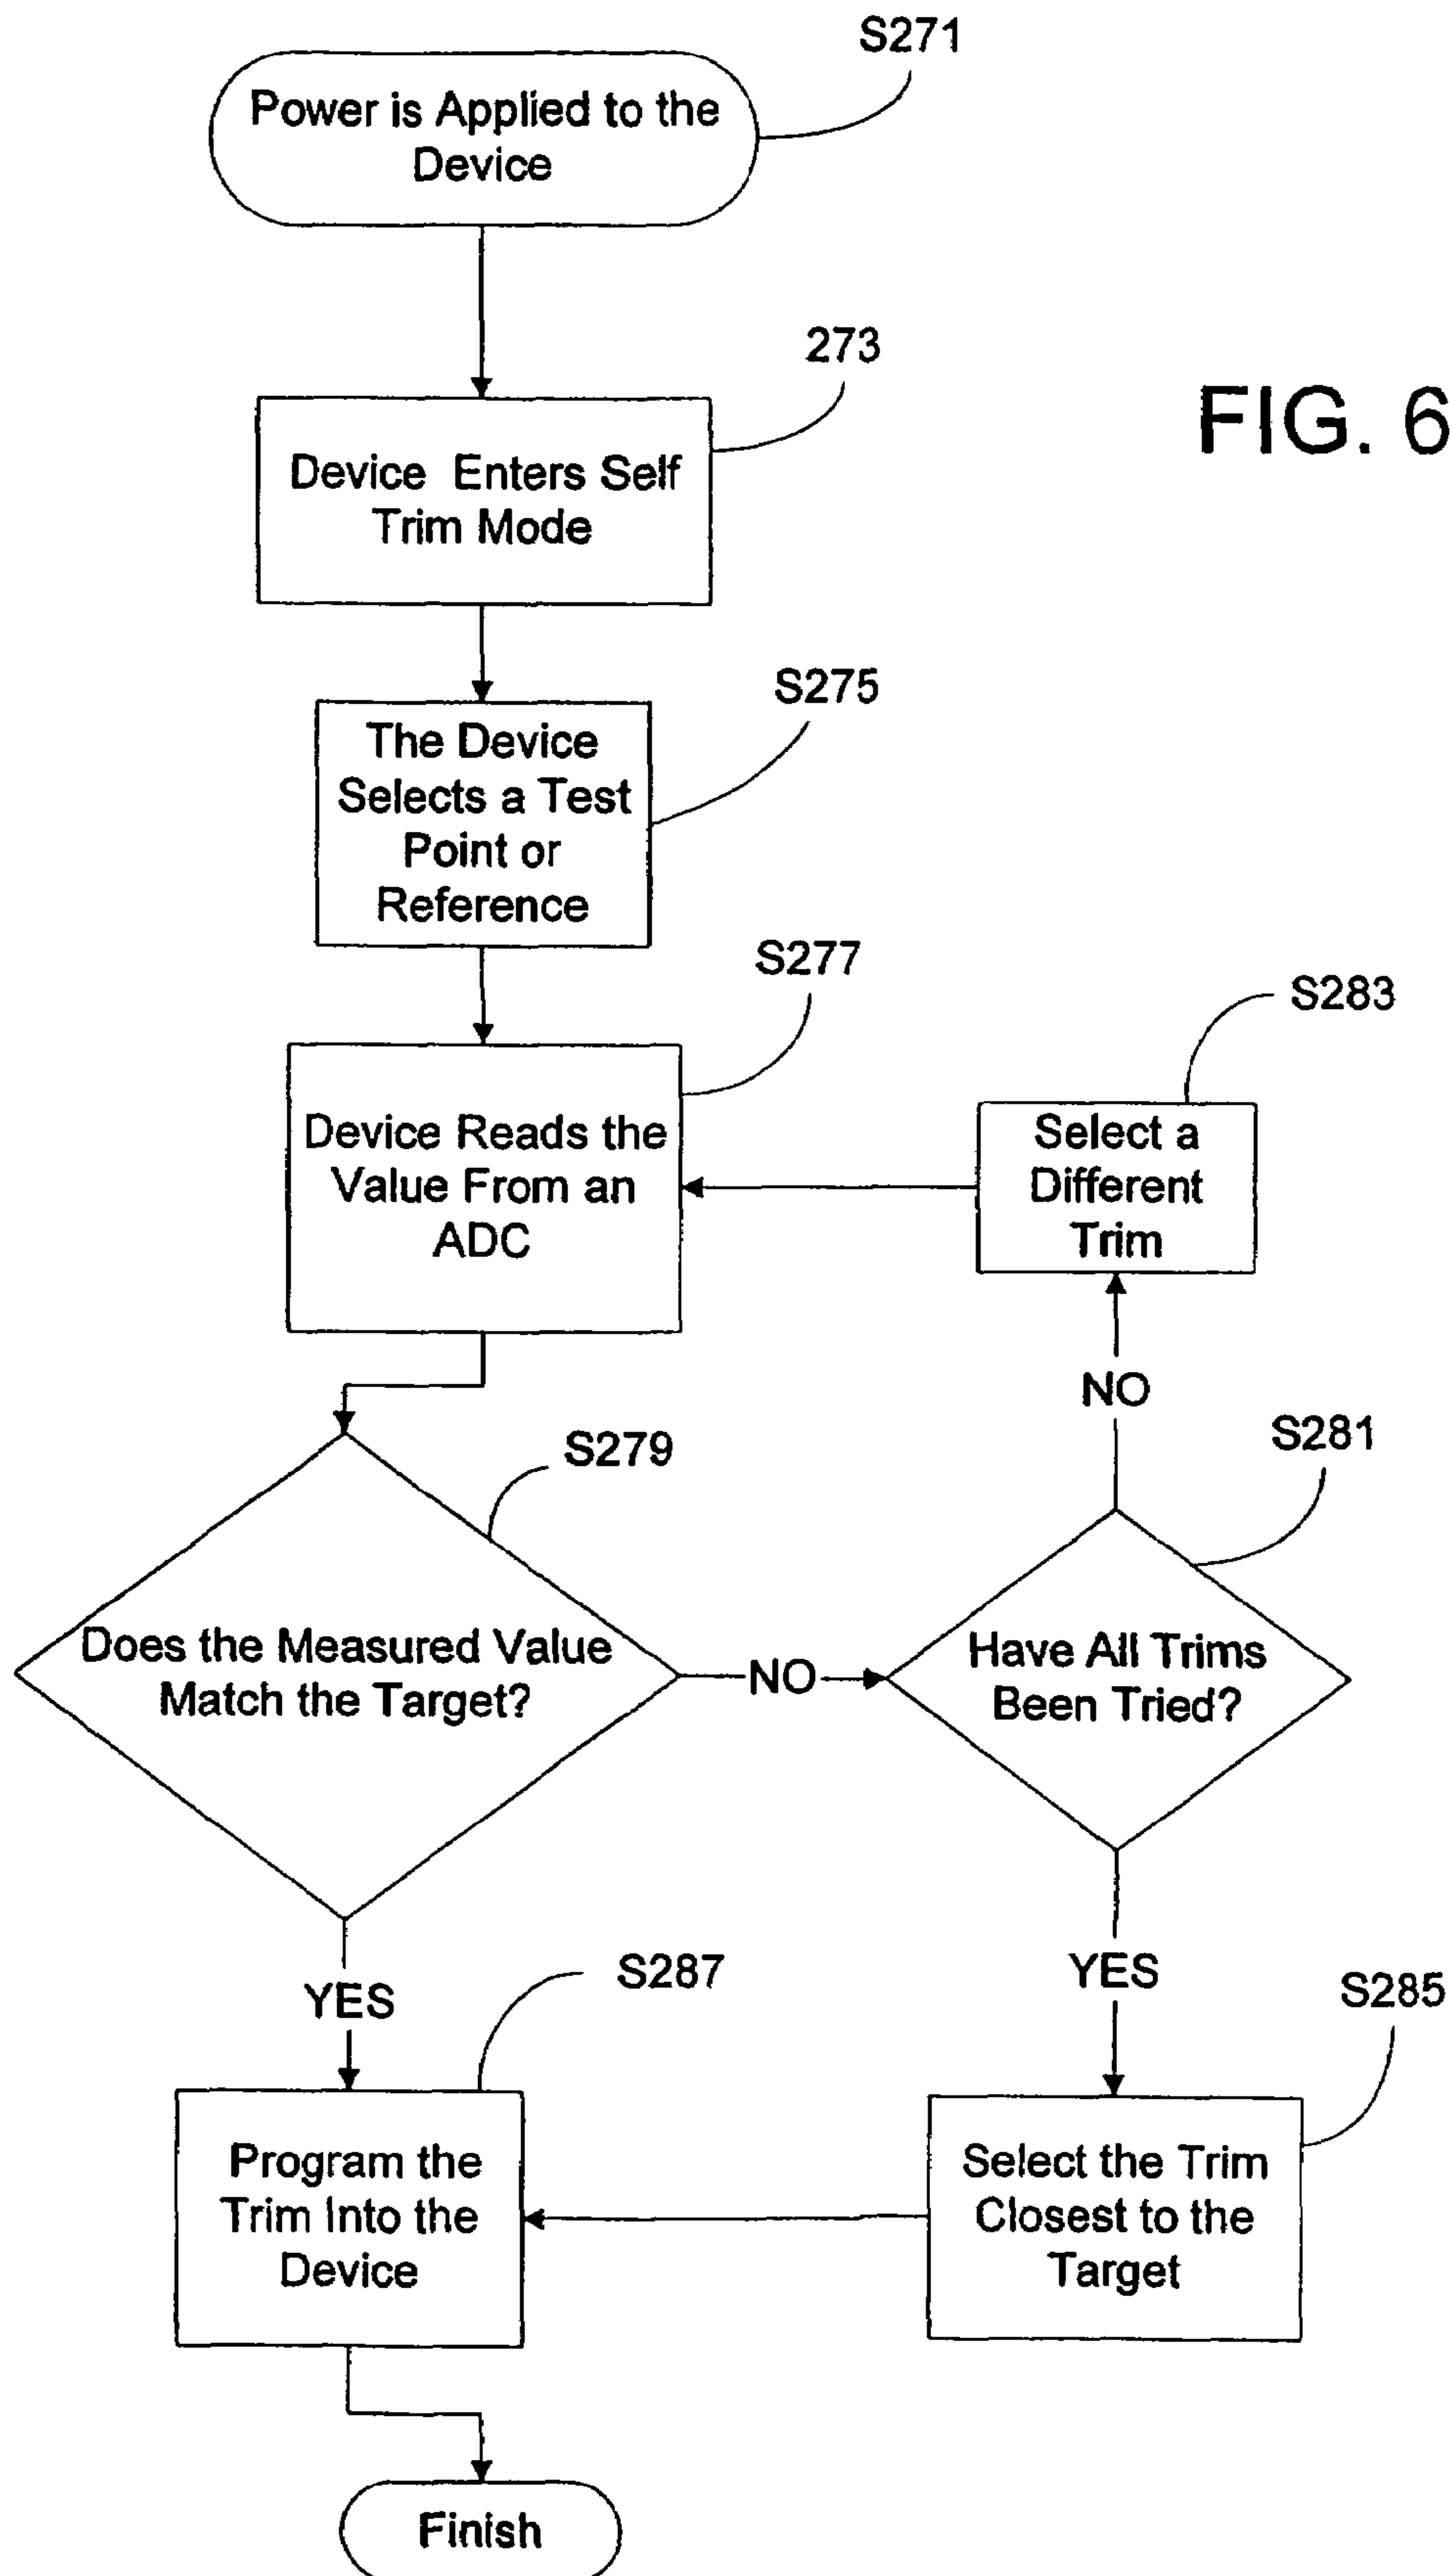 S271
Power is Applied to the
Device
273
FIG. 6
Device Enters Self
Trim Mode
S275
The Device
Selects a Test
Point or
Reference
S277
S283
Device Reads the
Value From an
ADC
Select a
Different
Trim
NO
S279
S281
Does the Measured Value
Match the Target?
NO
Have All Trims
Been Tried?
YES
S287
YES
S285
Program the
Trim Into the
Device
Select the Trim
Closest to the
Target
Finish